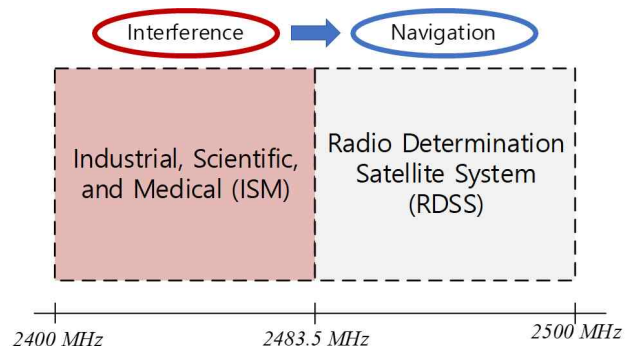 Interference
Navigation
Industrial, Scientific,
and Medical (ISM)
Radio Determination
Satellite System
(RDSS)
2400 MHz
2483.5 MHz
2500 MHz